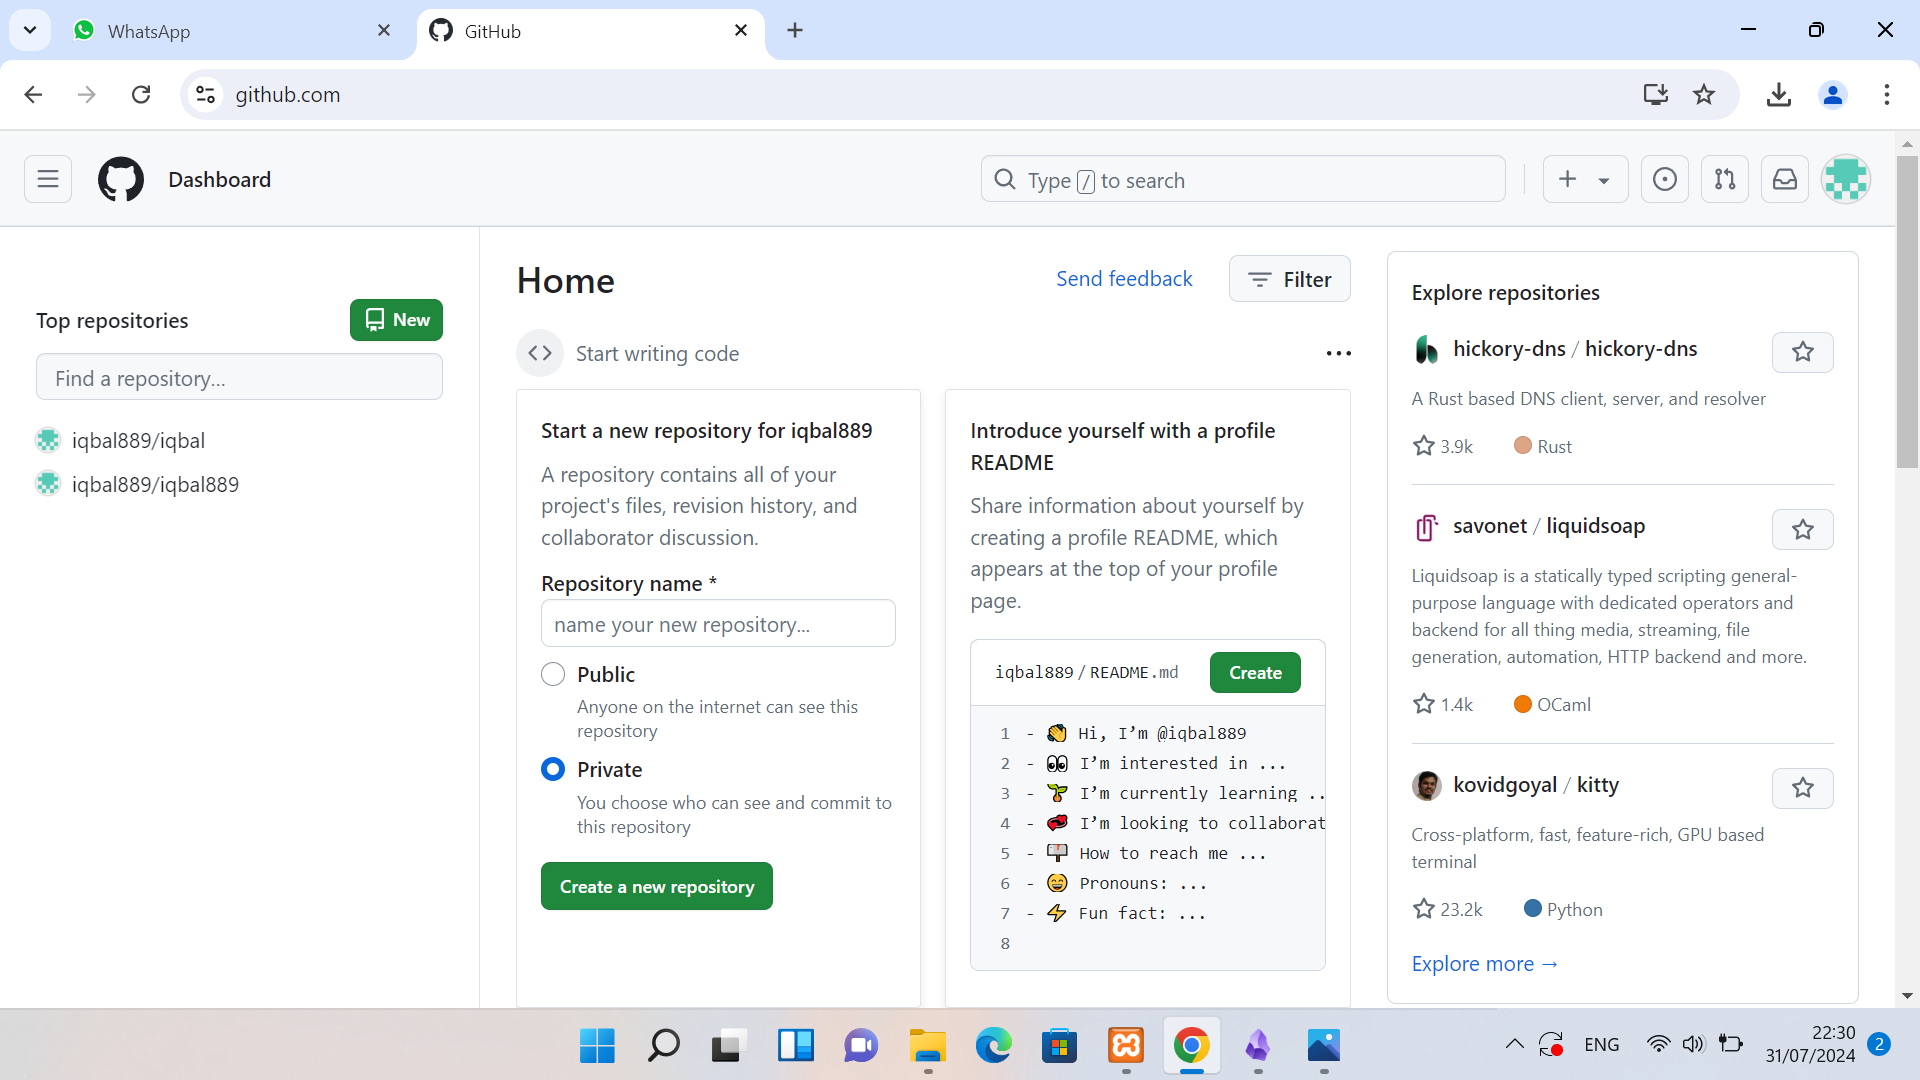 WhatsApp
GitHub
github.com
Dashboard
Type / to search
Top repositories
New
Find a repository...
iqbal889/iqbal
iqbal889/iqbal889
Home
Send feedback
Filter
Start writing code
Start a new repository for iqbal889
A repository contains all of your
project's files, revision history, and
collaborator discussion.
Repository name *
name your new repository...
Public
Anyone on the internet can see this
repository
Private
You choose who can see and commit to
this repository
Create a new repository
Introduce yourself with a profile
README
Share information about yourself by
creating a profile README, which
appears at the top of your profile
page.
iqbal889 / README.md
Create
1 - 👋 Hi, I’m @iqbal889
2 - 👀 I’m interested in ...
3 - 🌱 I’m currently learning ..
4 - 💞️ I’m looking to collaborat
5 - 📫 How to reach me ...
6 - 😄 Pronouns: ...
7 - ⚡ Fun fact: ...
8
Explore repositories
hickory-dns / hickory-dns
A Rust based DNS client, server, and resolver
3.9k Rust
savonet / liquidsoap
Liquidsoap is a statically typed scripting general-
purpose language with dedicated operators and
backend for all thing media, streaming, file
generation, automation, HTTP backend and more.
1.4k OCaml
kovidgoyal / kitty
Cross-platform, fast, feature-rich, GPU based
terminal
23.2k Python
Explore more →
ENG
22:30
31/07/2024
2